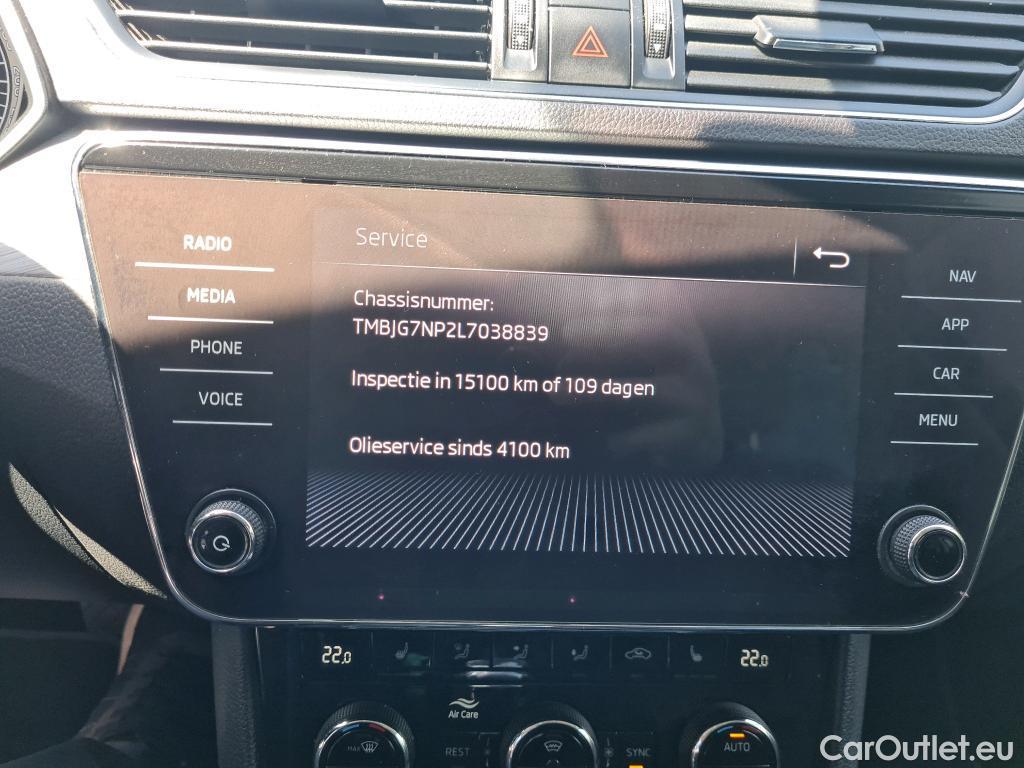 Service
RADIO
MEDIA
PHONE
VOICE
Chassisnummer:
TMBJG7NP2L7038839
Inspectie in 15100 km of 109 dagen
Olieservice sinds 4100 km
NAV
APP
CAR
MENU
22.0
22.0
Air Care
MAX
REST
SYNC
AUTO
CarOutlet.eu